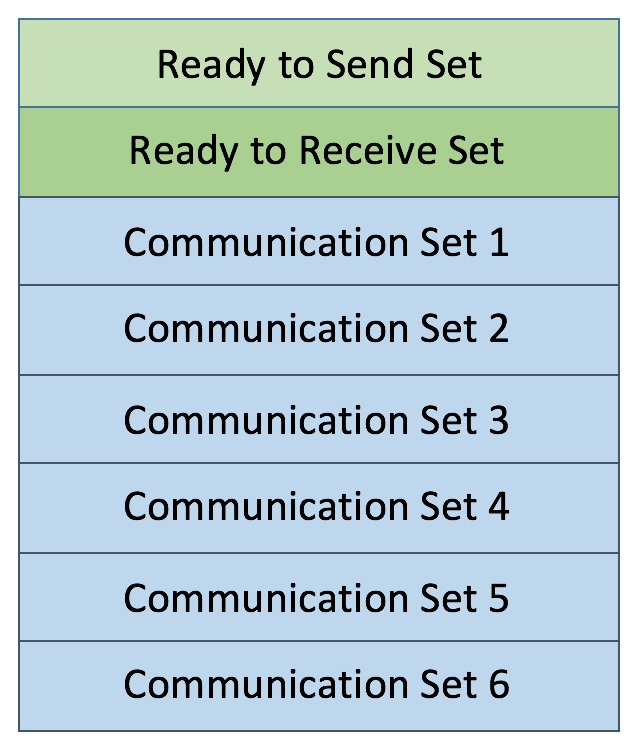 Ready to Send Set
Ready to Receive Set
Communication Set 1
Communication Set 2
Communication Set 3
Communication Set 4
Communication Set 5
Communication Set 6